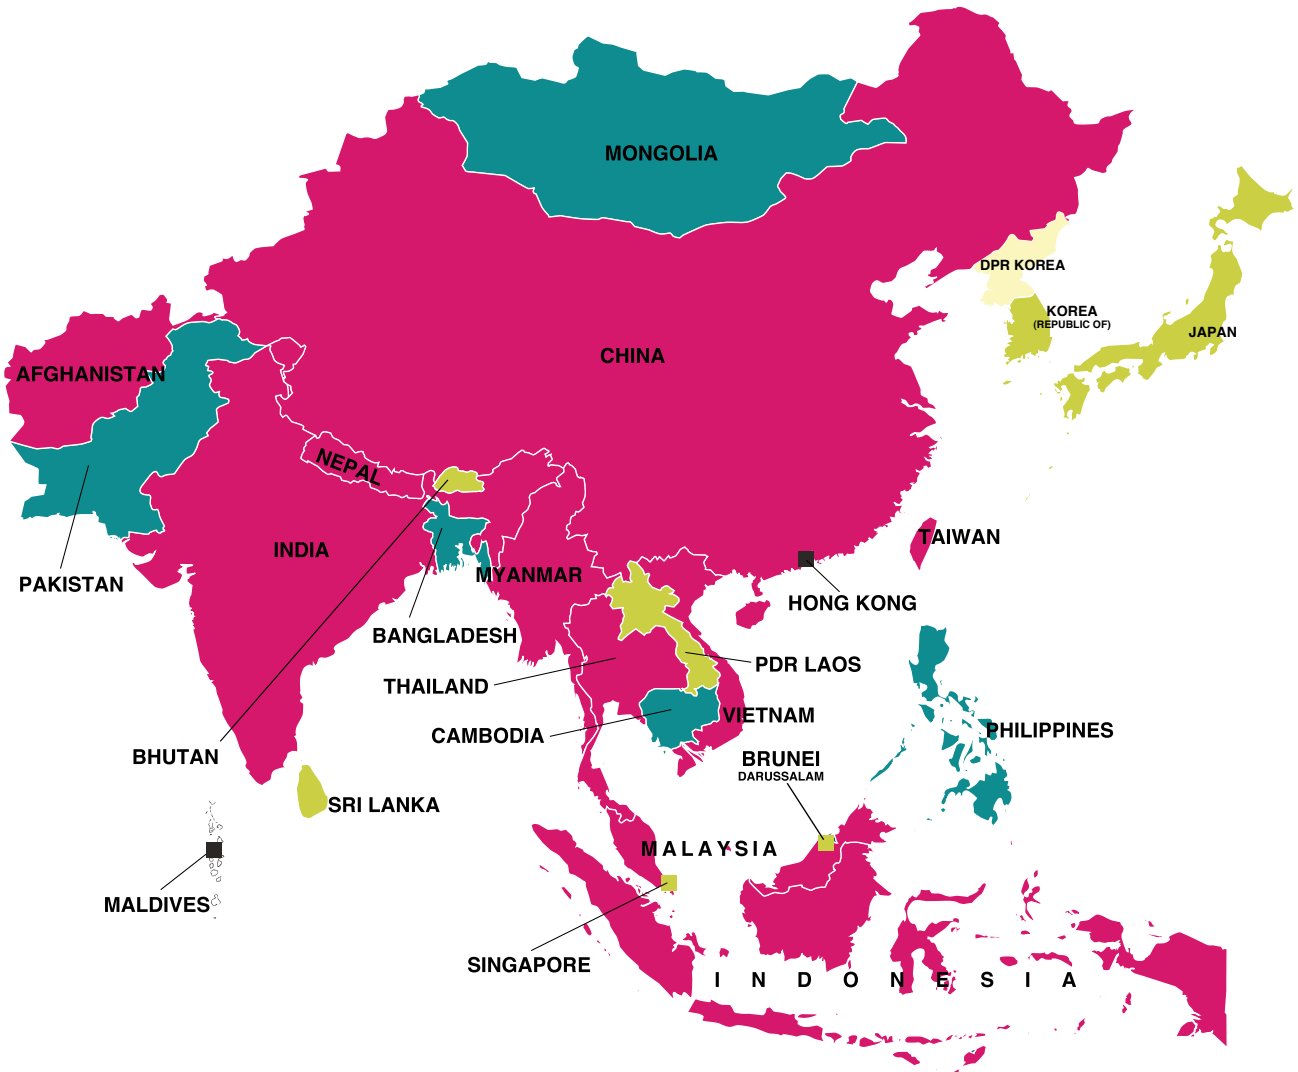 MONGOLIA
DPR KOREA
KOREA
(REPUBLIC OF)
JAPAN
CHINA
AFGHANISTAN
NEPAL
TAIWAN
INDIA
PAKISTAN
MYANMAR
HONG KONG
BANGLADESH
PDR LAOS
THAILAND
VIETNAM
CAMBODIA
PHILIPPINES
BHUTAN
BRUNEI
DARUSSALAM
SRI LANKA
MALAYSIA
MALDIVES
SINGAPORE
INDONESIA